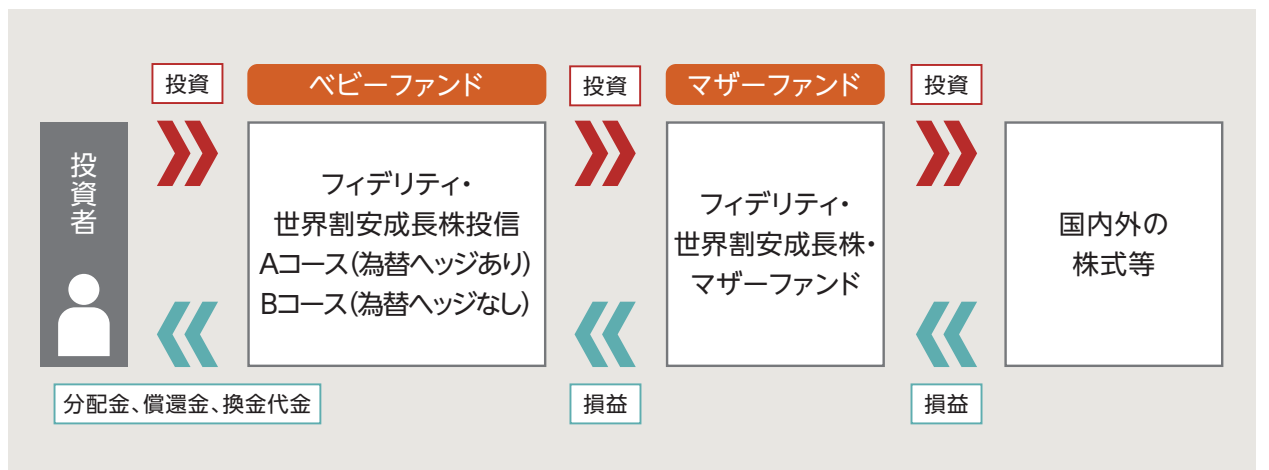 投資
ベビーファンド
投資
マザーファンド
投資
投資者
フィデリティ・
世界割安成長株投信
Aコース(為替ヘッジあり)
Bコース(為替ヘッジなし)
フィデリティ・
世界割安成長株・
マザーファンド
国内外の
株式等
分配金、償還金、換金代金
損益
損益